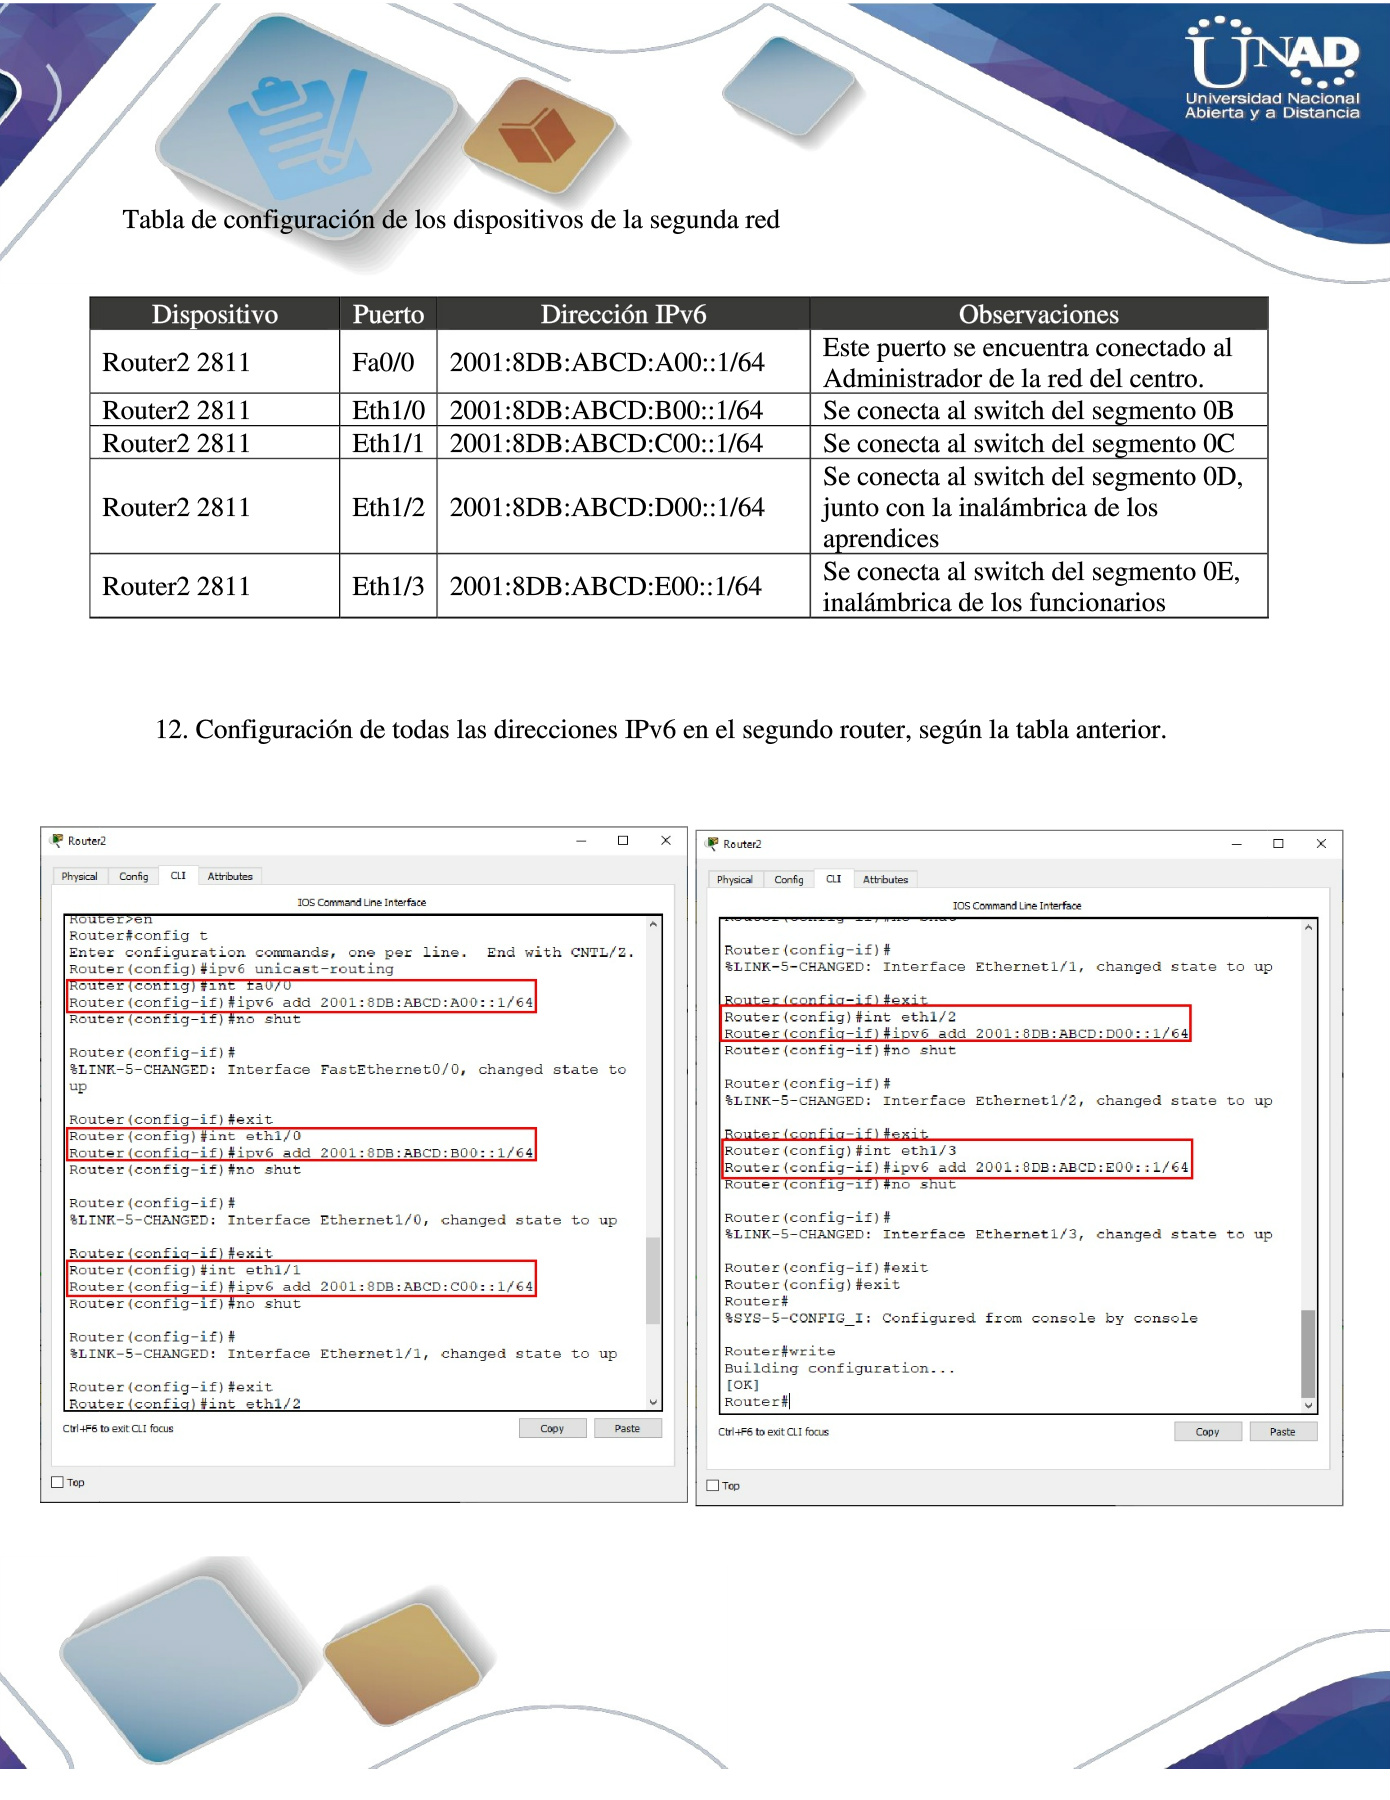 UNAD
Universidad Nacional
Abierta y a Distancia
Tabla de configuración de los dispositivos de la segunda red
Dispositivo Puerto Dirección IPv6 Observaciones
Router2 2811 Fa0/0 2001:8DB:ABCD:A00::1/64 Este puerto se encuentra conectado al
Administrador de la red del centro.
Router2 2811 Eth1/0 2001:8DB:ABCD:B00::1/64 Se conecta al switch del segmento 0B
Router2 2811 Eth1/1 2001:8DB:ABCD:C00::1/64 Se conecta al switch del segmento 0C
Router2 2811 Eth1/2 2001:8DB:ABCD:D00::1/64 Se conecta al switch del segmento 0D,
junto con la inalámbrica de los
aprendices
Router2 2811 Eth1/3 2001:8DB:ABCD:E00::1/64 Se conecta al switch del segmento 0E,
inalámbrica de los funcionarios
12. Configuración de todas las direcciones IPv6 en el segundo router, según la tabla anterior.
Router2
Physical Config CLI Attributes
IOS Command Line Interface
Router>en
Router#config t
Enter configuration commands, one per line. End with CNTL/Z.
Router(config)#ipv6 unicast-routing
Router(config)#int fa0/0
Router(config-if)#ipv6 add 2001:8DB:ABCD:A00::1/64
Router(config-if)#no shut
Router(config-if)#
%LINK-5-CHANGED: Interface FastEthernet0/0, changed state to
up
Router(config-if)#exit
Router(config)#int eth1/0
Router(config-if)#ipv6 add 2001:8DB:ABCD:B00::1/64
Router(config-if)#no shut
Router(config-if)#
%LINK-5-CHANGED: Interface Ethernet1/0, changed state to up
Router(config-if)#exit
Router(config)#int eth1/1
Router(config-if)#ipv6 add 2001:8DB:ABCD:C00::1/64
Router(config-if)#no shut
Router(config-if)#
%LINK-5-CHANGED: Interface Ethernet1/1, changed state to up
Router(config-if)#exit
Router(config)#int eth1/2
Ctrl+F6 to exit CLI focus
Copy Paste
Top
Router2
Physical Config CLI Attributes
IOS Command Line Interface
Router(config-if)#no shut
Router(config-if)#
%LINK-5-CHANGED: Interface Ethernet1/1, changed state to up
Router(config-if)#exit
Router(config)#int eth1/2
Router(config-if)#ipv6 add 2001:8DB:ABCD:D00::1/64
Router(config-if)#no shut
Router(config-if)#
%LINK-5-CHANGED: Interface Ethernet1/2, changed state to up
Router(config-if)#exit
Router(config)#int eth1/3
Router(config-if)#ipv6 add 2001:8DB:ABCD:E00::1/64
Router(config-if)#no shut
Router(config-if)#
%LINK-5-CHANGED: Interface Ethernet1/3, changed state to up
Router(config-if)#exit
Router(config)#exit
Router#
%SYS-5-CONFIG_I: Configured from console by console
Router#write
Building configuration...
[OK]
Router#
Ctrl+F6 to exit CLI focus
Copy Paste
Top